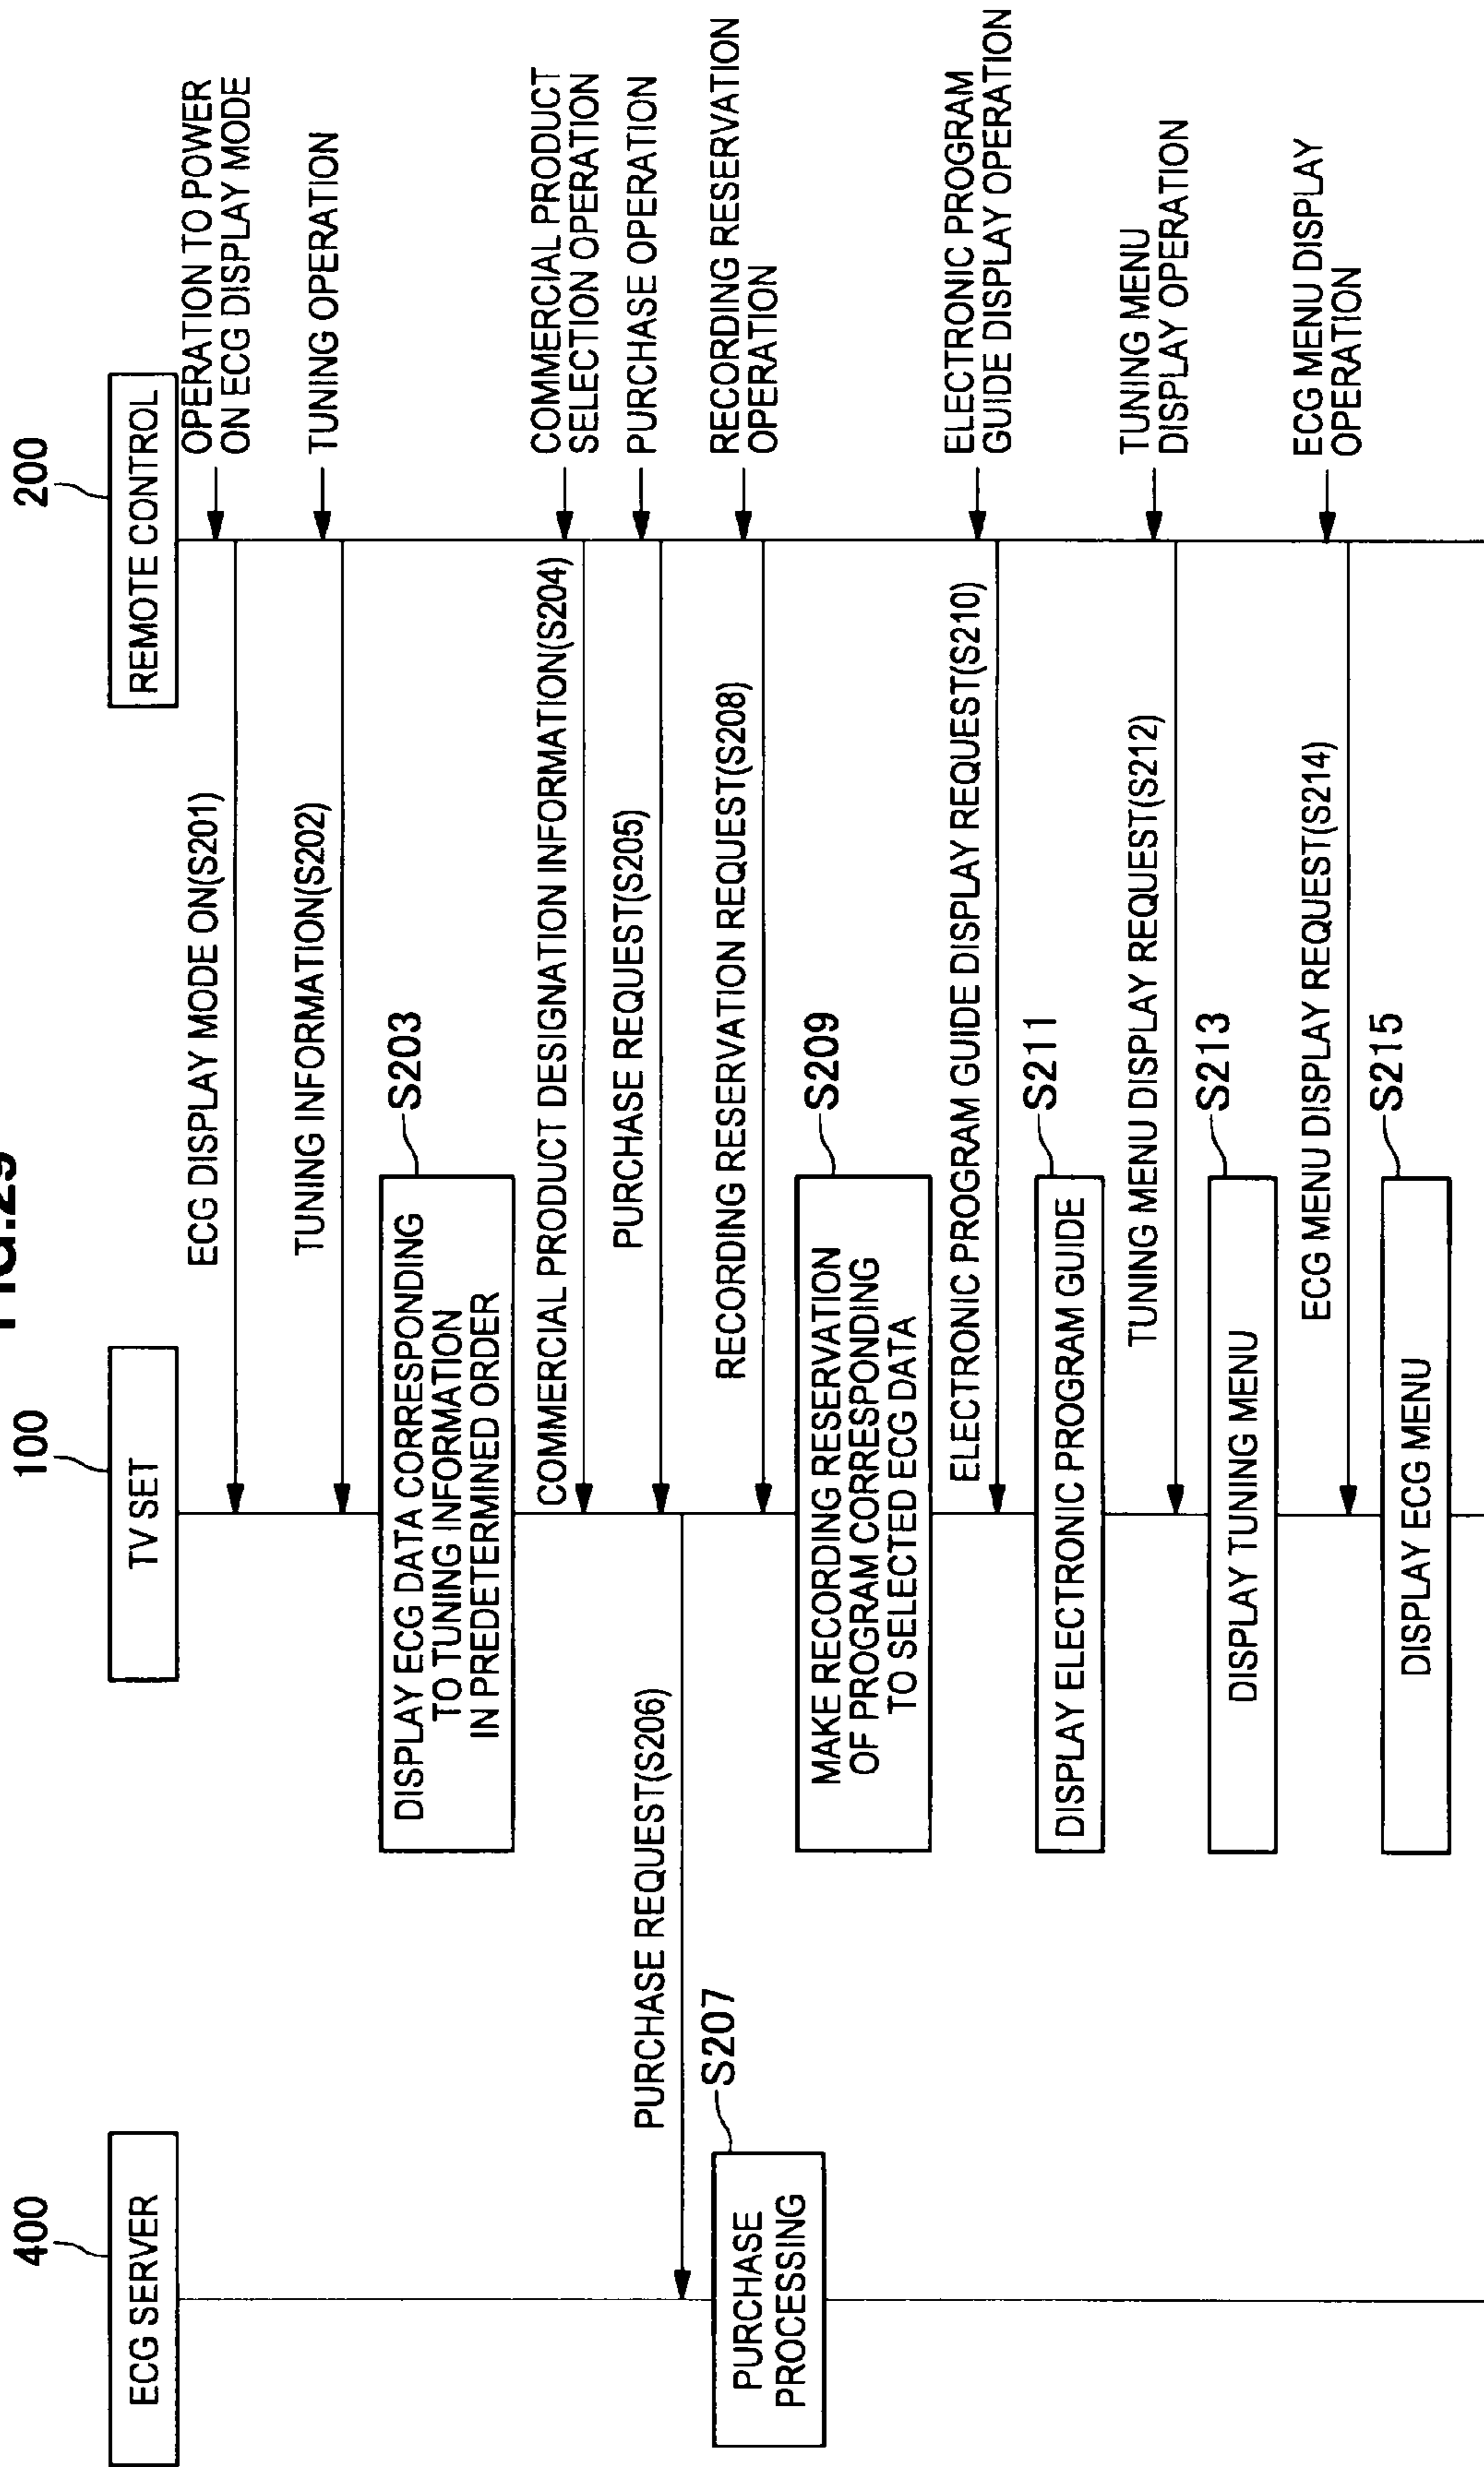 FIG.29
400
ECG SERVER
100
TV SET
200
REMOTE CONTROL
OPERATION TO POWER
ON ECG DISPLAY MODE
ECG DISPLAY MODE ON(S201)
TUNING OPERATION
TUNING INFORMATION(S202)
S203
DISPLAY ECG DATA CORRESPONDING
TO TUNING INFORMATION
IN PREDETERMINED ORDER
COMMERCIAL PRODUCT
SELECTION OPERATION
COMMERCIAL PRODUCT DESIGNATION INFORMATION(S204)
PURCHASE OPERATION
PURCHASE REQUEST(S205)
PURCHASE REQUEST(S206)
S207
PURCHASE
PROCESSING
RECORDING RESERVATION
OPERATION
RECORDING RESERVATION REQUEST(S208)
S209
MAKE RECORDING RESERVATION
OF PROGRAM CORRESPONDING
TO SELECTED ECG DATA
ELECTRONIC PROGRAM
GUIDE DISPLAY OPERATION
ELECTRONIC PROGRAM GUIDE DISPLAY REQUEST(S210)
S211
DISPLAY ELECTRONIC PROGRAM GUIDE
TUNING MENU
DISPLAY OPERATION
TUNING MENU DISPLAY REQUEST(S212)
S213
DISPLAY TUNING MENU
ECG MENU DISPLAY
OPERATION
ECG MENU DISPLAY REQUEST(S214)
S215
DISPLAY ECG MENU